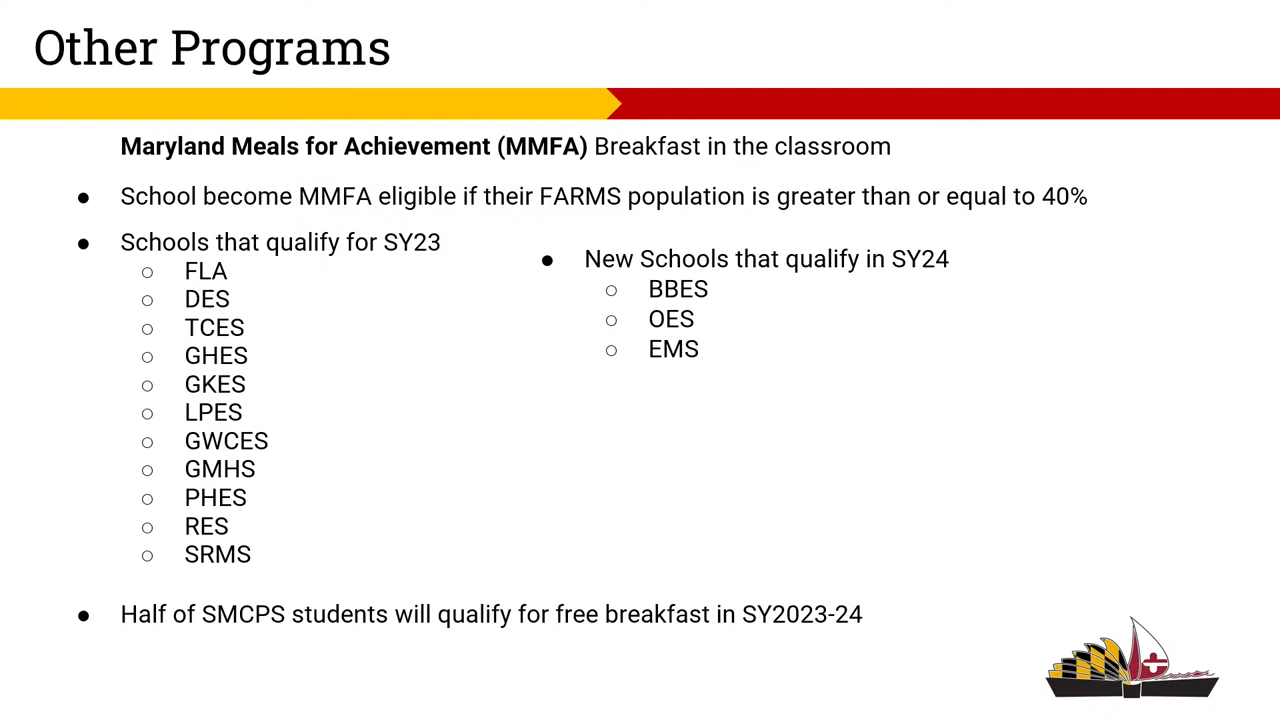 Other Programs
Maryland Meals for Achievement (MMFA) Breakfast in the classroom
● School become MMFA eligible if their FARMS population is greater than or equal to 40%
● Schools that qualify for SY23
○ FLA
○ DES
○ TCES
○ GHES
○ GKES
○ LPES
○ GWCES
○ GMHS
○ PHES
○ RES
○ SRMS
● New Schools that qualify in SY24
○ BBES
○ OES
○ EMS
● Half of SMCPS students will qualify for free breakfast in SY2023-24